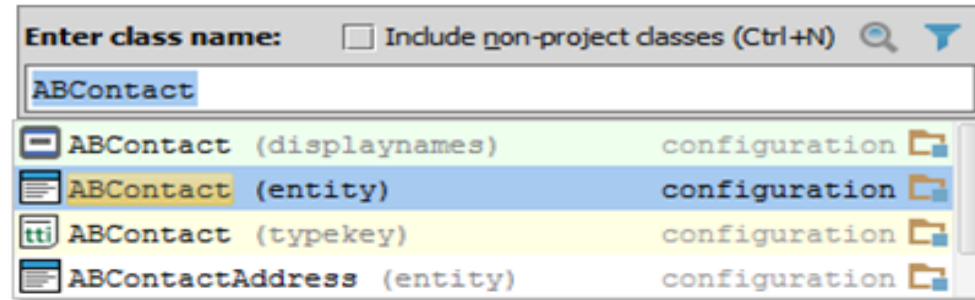 Enter class name: Include non-project classes (Ctrl+N)
ABContact
ABContact (displaynames) configuration
ABContact (entity) configuration
tti ABContact (typekey) configuration
ABContactAddress (entity) configuration